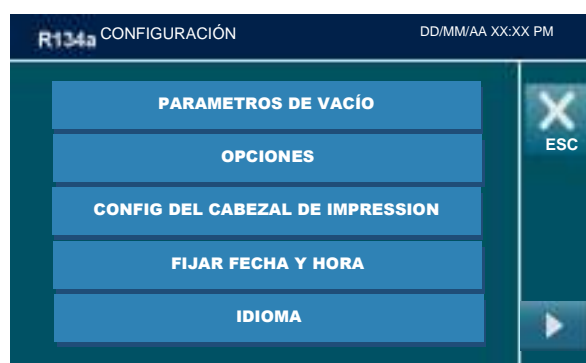 R134a CONFIGURACIÓN DD/MM/AA XX:XX PM
PARAMETROS DE VACÍO
ESC
OPCIONES
CONFIG DEL CABEZAL DE IMPRESSION
FIJAR FECHA Y HORA
IDIOMA